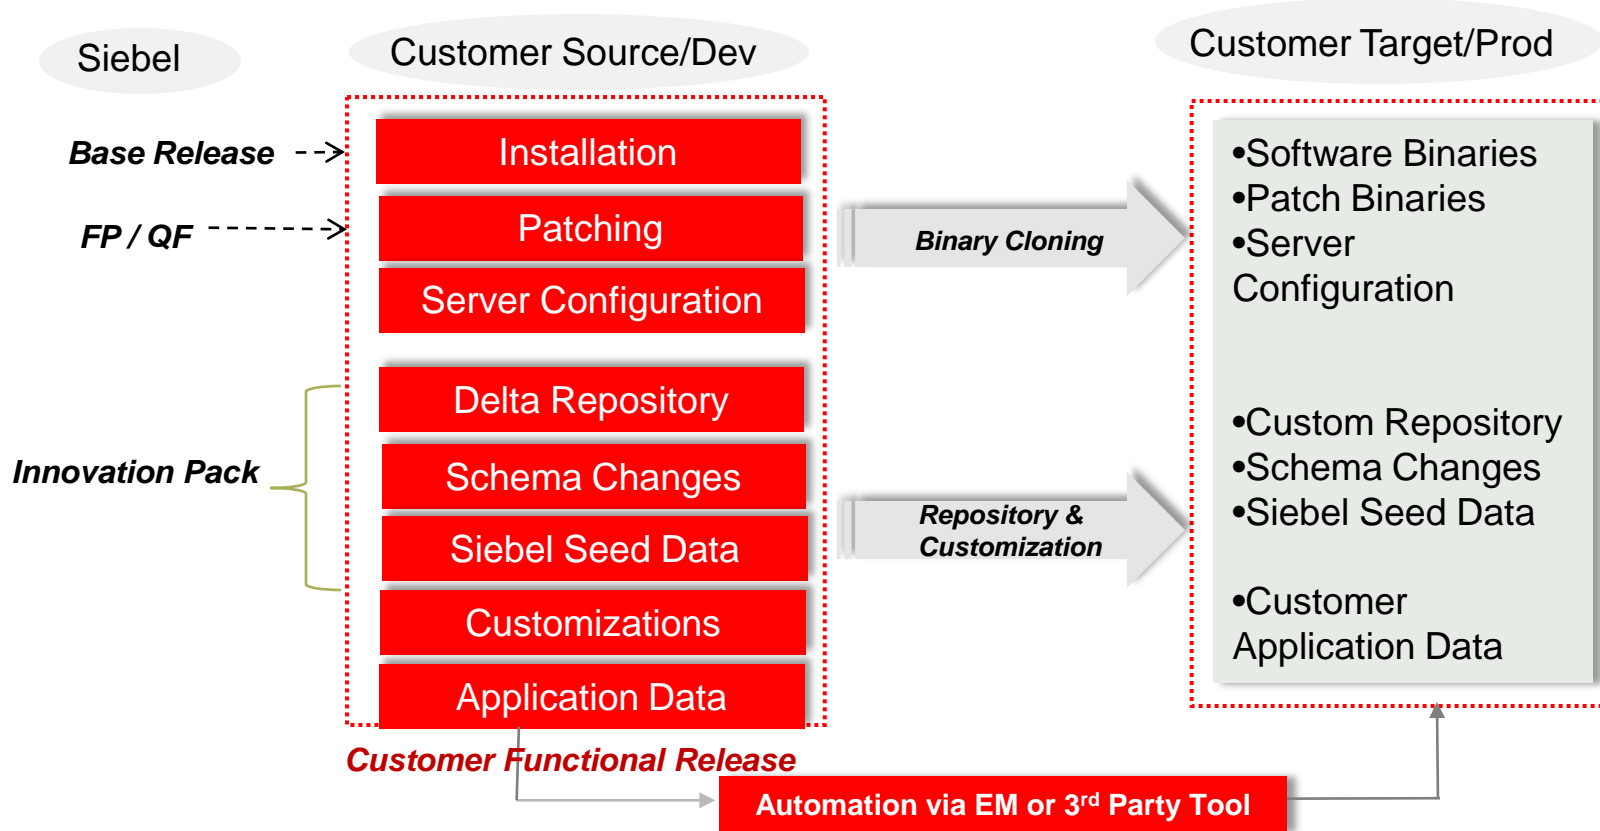 Siebel
Customer Source/Dev
Customer Target/Prod
Base Release
FP / QF
Innovation Pack
Installation
Patching
Server Configuration
Delta Repository
Schema Changes
Siebel Seed Data
Customizations
Application Data
Customer Functional Release
Binary Cloning
Repository &
Customization
•Software Binaries
•Patch Binaries
•Server
Configuration
•Custom Repository
•Schema Changes
•Siebel Seed Data
•Customer
Application Data
Automation via EM or 3rd Party Tool